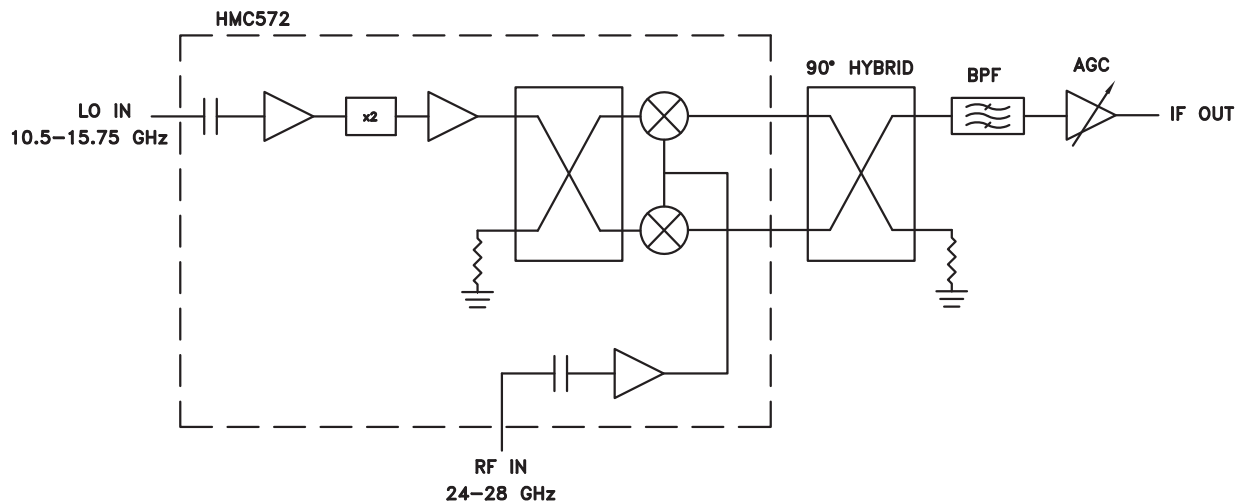 HMC572
LO IN
10.5–15.75 GHz
x2
90° HYBRID
BPF
AGC
IF OUT
RF IN
24–28 GHz